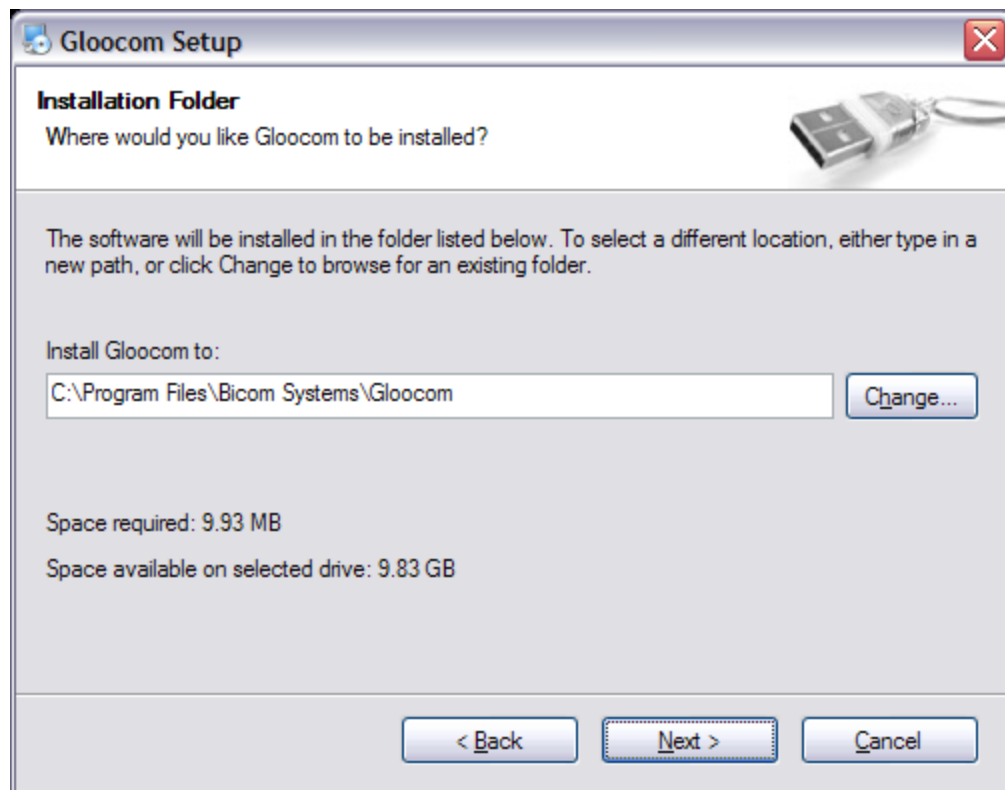 Gloocom Setup
Installation Folder
Where would you like Gloocom to be installed?
The software will be installed in the folder listed below. To select a different location, either type in a
new path, or click Change to browse for an existing folder.
Install Gloocom to:
C:\Program Files\Bicom Systems\Gloocom
Change...
Space required: 9.93 MB
Space available on selected drive: 9.83 GB
< Back
Next >
Cancel